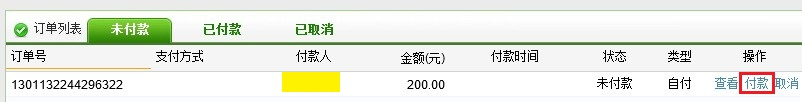 订单列表 未付款 已付款 已取消
订单号 支付方式 付款人 金额(元) 付款时间 状态 类型 操作
1301132244296322 200.00 未付款 自付 查看 付款 取消